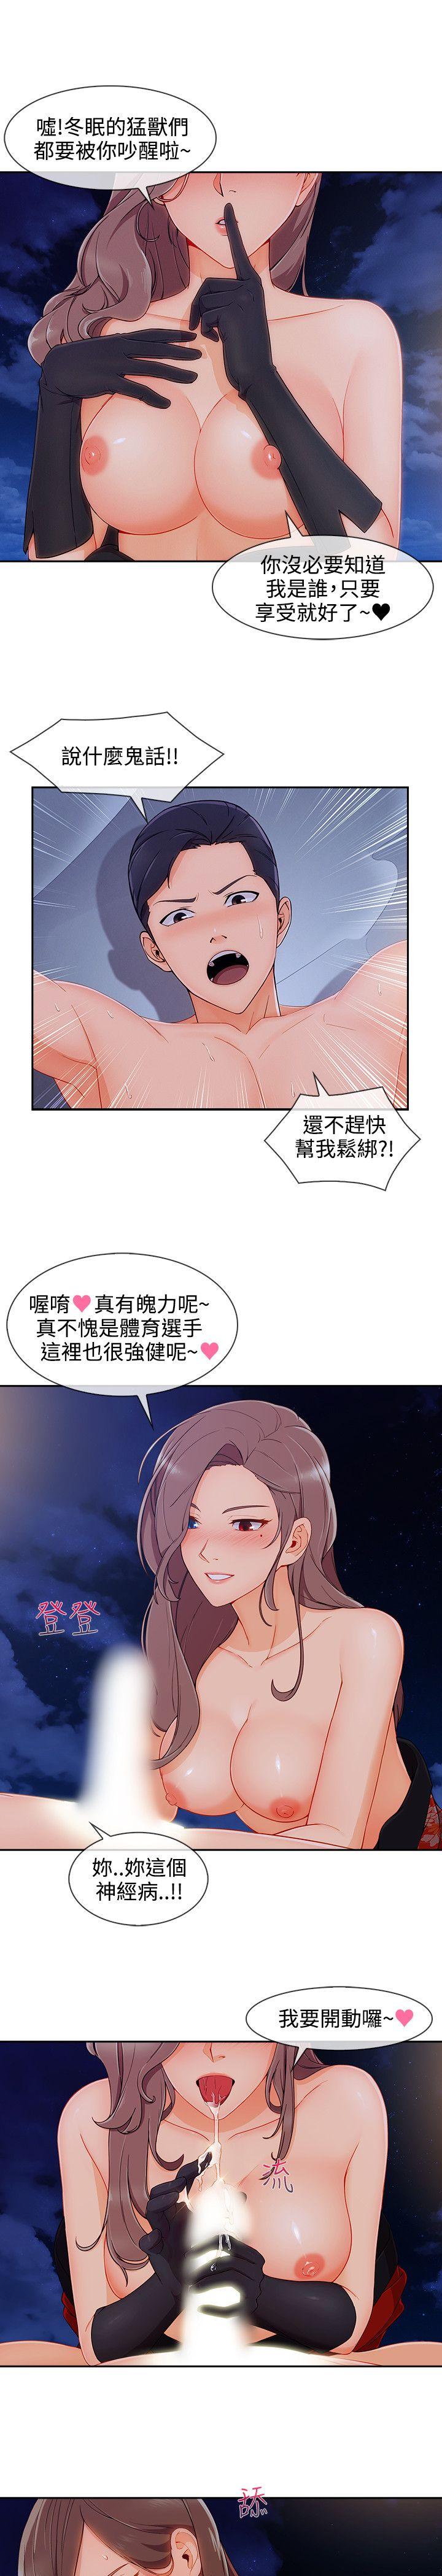 噓!冬眠的猛獸們
都要被你吵醒啦~
你沒必要知道
我是誰,只要
享受就好了~♥
說什麼鬼話!!
還不趕快
幫我鬆綁?!
喔唷♥真有魄力呢~
真不愧是體育選手
這裡也很強健呢~♥
登登
妳..妳這個
神經病..!!
我要開動囉~♥
流
舔